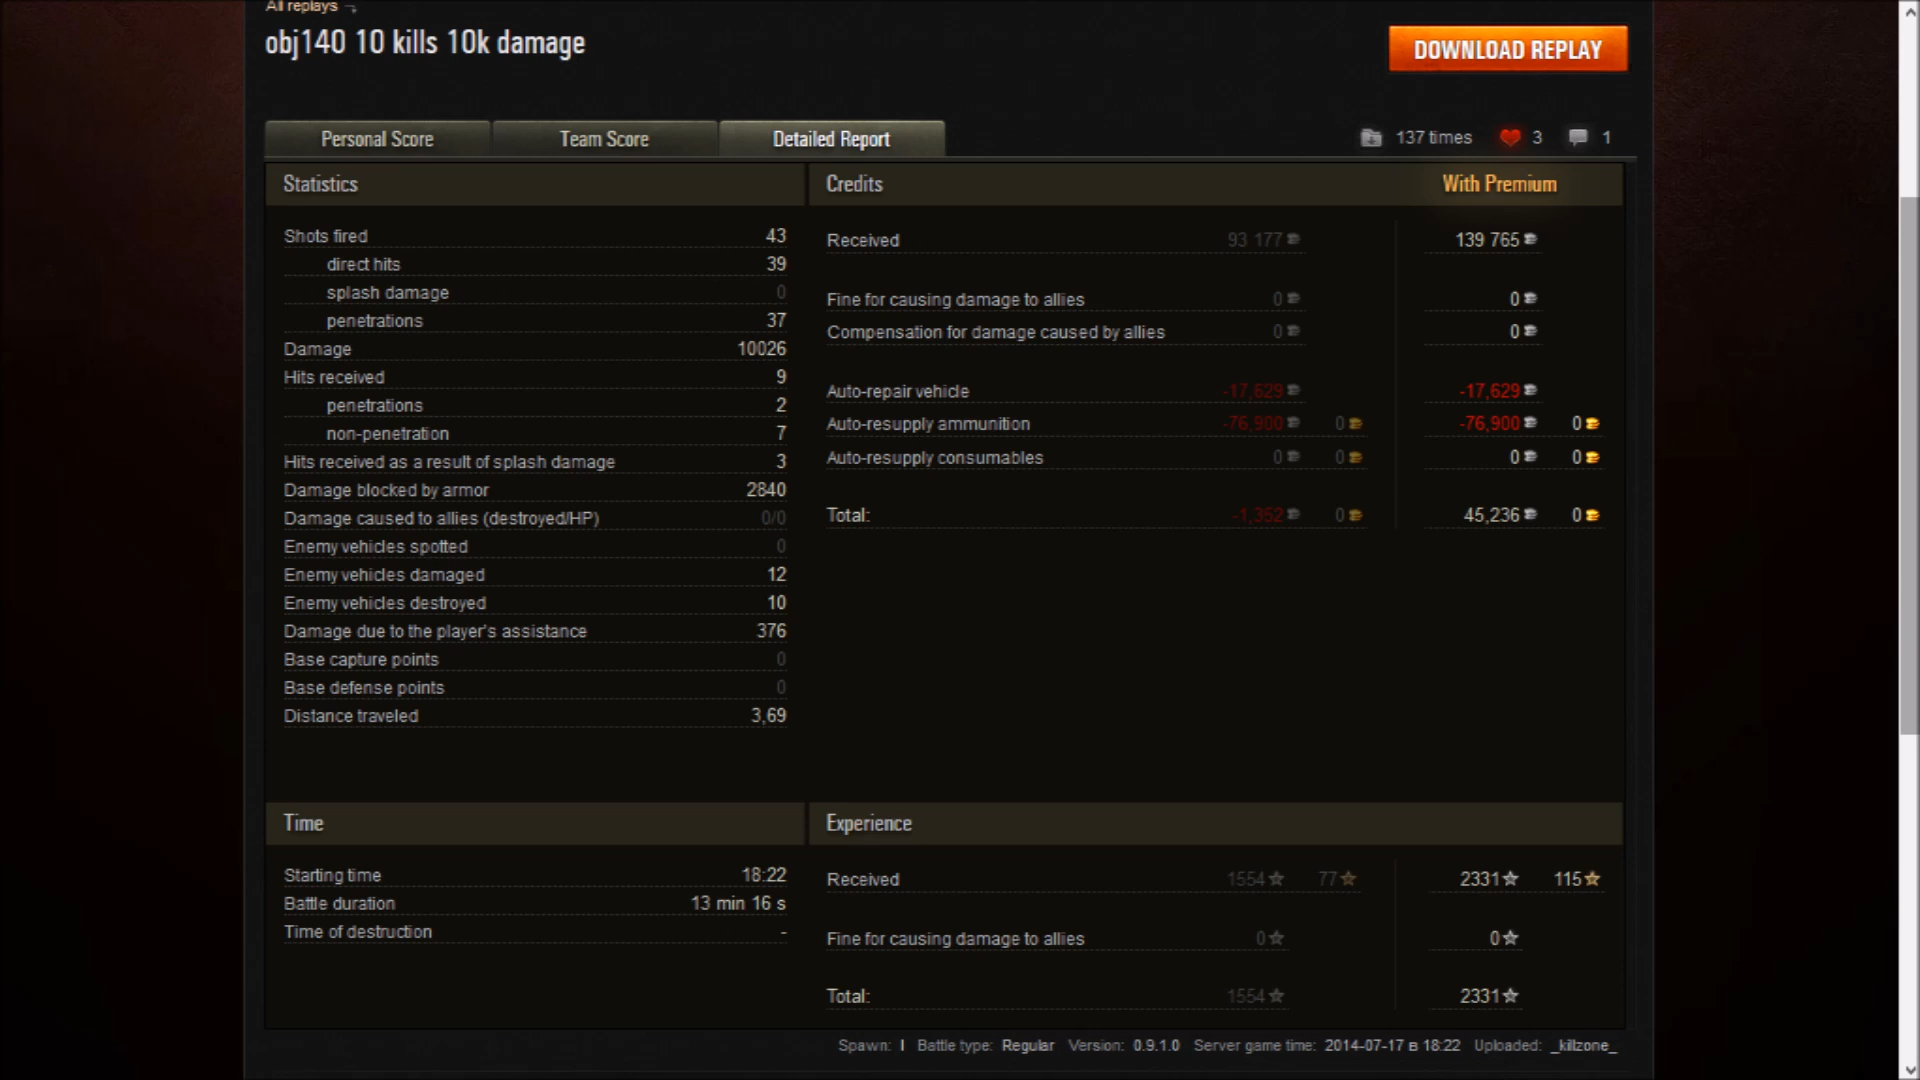 All replays
obj140 10 kills 10k damage
DOWNLOAD REPLAY
Personal Score Team Score Detailed Report 137 times 3 1
Statistics
Shots fired 43
direct hits 39
splash damage 0
penetrations 37
Damage 10026
Hits received 9
penetrations 2
non-penetration 7
Hits received as a result of splash damage 3
Damage blocked by armor 2840
Damage caused to allies (destroyed/HP) 0/0
Enemy vehicles spotted 0
Enemy vehicles damaged 12
Enemy vehicles destroyed 10
Damage due to the player's assistance 376
Base capture points 0
Base defense points 0
Distance traveled 3,69
Credits With Premium
Received 93 177 139 765
Fine for causing damage to allies 0 0
Compensation for damage caused by allies 0 0
Auto-repair vehicle -17,629 -17,629
Auto-resupply ammunition -76,900 0 -76,900 0
Auto-resupply consumables 0 0 0 0
Total: -1,352 0 45,236 0
Time
Starting time 18:22
Battle duration 13 min 16 s
Time of destruction -
Experience
Received 1554 77 2331 115
Fine for causing damage to allies 0 0
Total: 1554 2331
Spawn: I Battle type: Regular Version: 0.9.1.0 Server game time: 2014-07-17 в 18:22 Uploaded: _killzone_